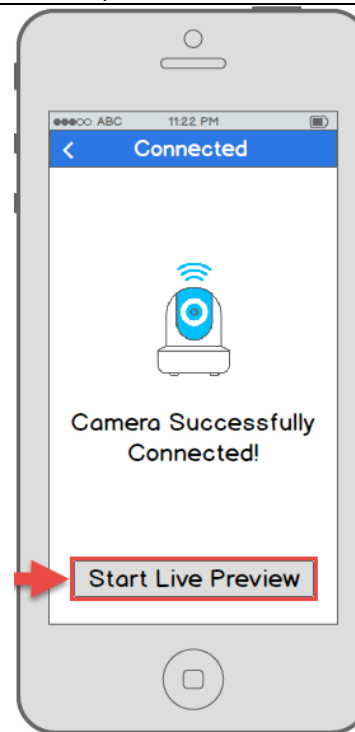 ABC 11:22 PM
Connected
Camera Successfully
Connected!
Start Live Preview